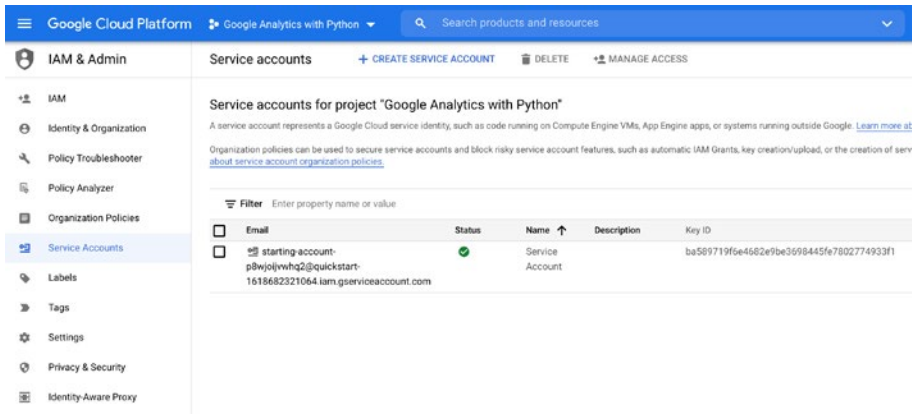 Google Cloud Platform
Google Analytics with Python
Search products and resources
IAM & Admin
Service accounts
+ CREATE SERVICE ACCOUNT
DELETE
MANAGE ACCESS
IAM
Identity & Organization
Policy Troubleshooter
Policy Analyzer
Organization Policies
Service Accounts
Labels
Tags
Settings
Privacy & Security
Identity-Aware Proxy
Service accounts for project "Google Analytics with Python"
A service account represents a Google Cloud service identity, such as code running on Compute Engine VMs, App Engine apps, or systems running outside Google. Learn more ab
Organization policies can be used to secure service accounts and block risky service account features, such as automatic IAM Grants, key creation/upload, or the creation of serv
about service account organization policies.
Filter Enter property name or value
Email Status Name Description Key ID
starting-account- Service ba589719f6e4682e9be3698445fe7802774933f1
p8wjoijvwhq2@quickstart- Account
1618682321064.iam.gserviceaccount.com